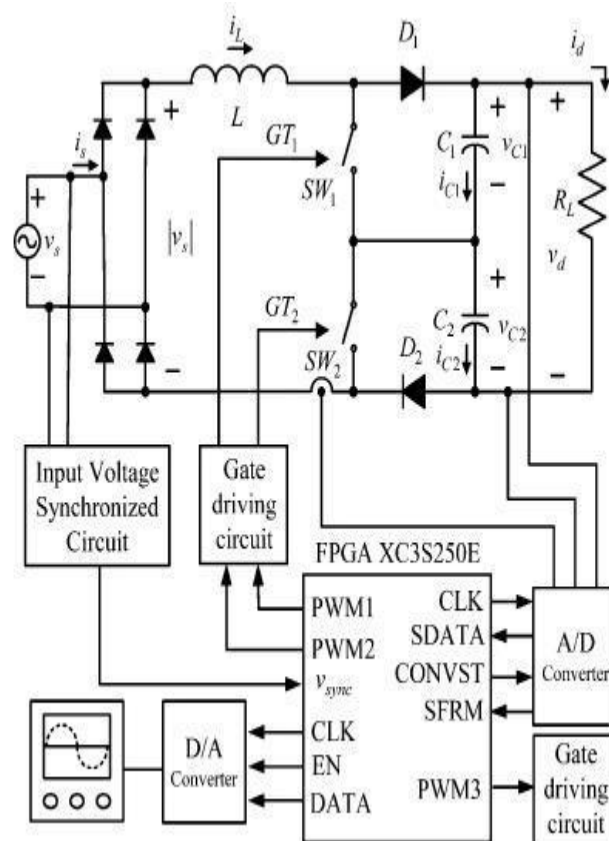 i_L
D_1
i_d
+
L
GT_1
SW_1
C_1
+
v_C1
−
i_C1
+
R_L
v_d
−
i_s
+
v_s
−
|v_s|
−
GT_2
SW_2
+
C_2
v_C2
−
i_C2
D_2
Input Voltage
Synchronized
Circuit
Gate
driving
circuit
FPGA XC3S250E
PWM1
PWM2
v_sync
CLK
EN
DATA
CLK
SDATA
CONVST
SFRM
PWM3
A/D
Converter
D/A
Converter
Gate
driving
circuit